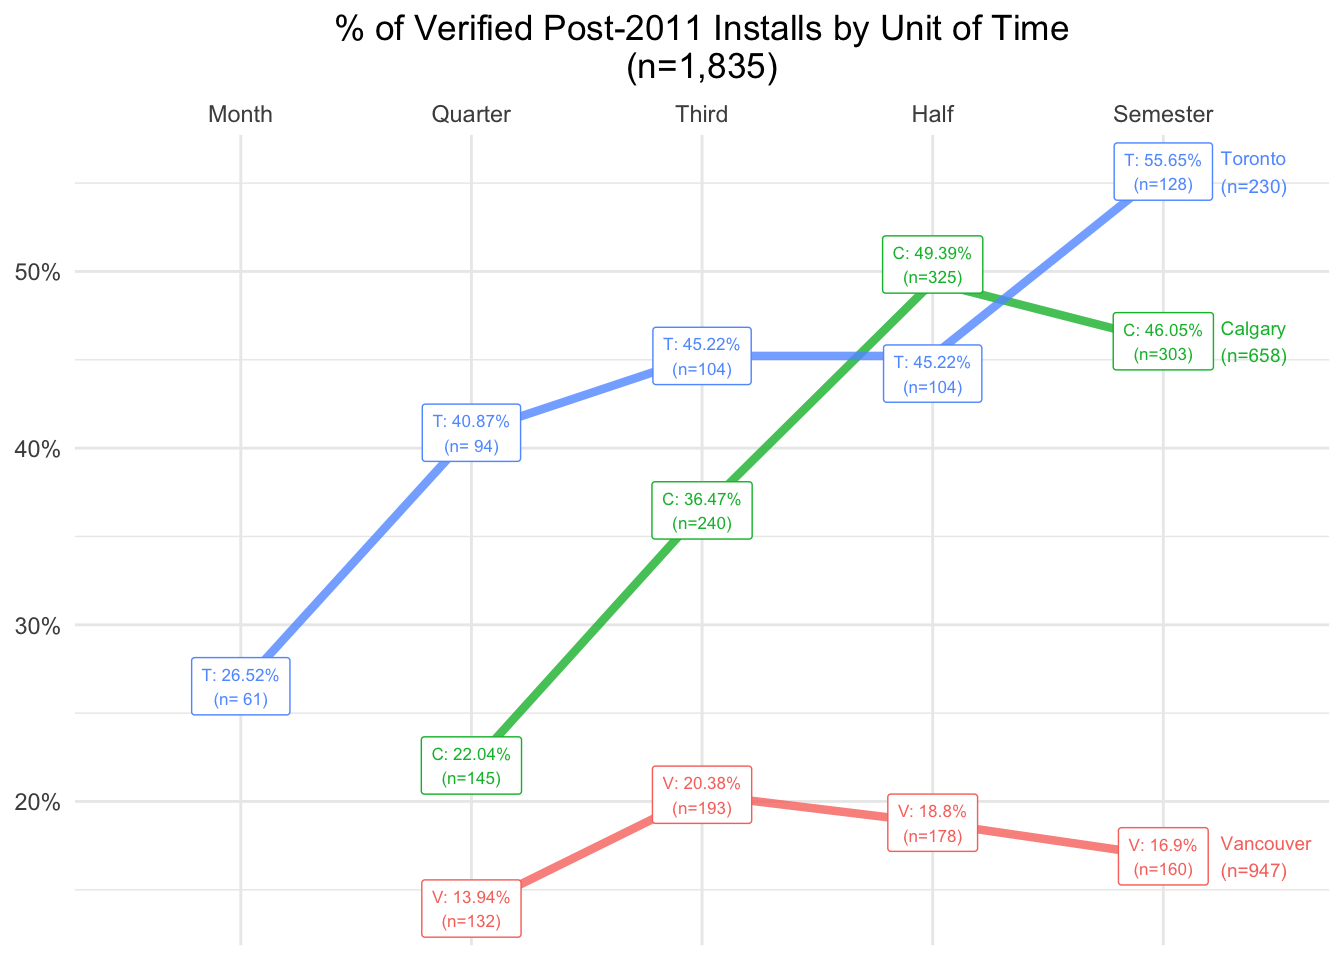 % of Verified Post-2011 Installs by Unit of Time
(n=1,835)
Month Quarter Third Half Semester
T: 55.65%
(n=128)
Toronto
(n=230)
C: 49.39%
(n=325)
50%
C: 46.05%
(n=303)
Calgary
(n=658)
T: 45.22%
(n=104)
T: 45.22%
(n=104)
T: 40.87%
(n= 94)
40%
C: 36.47%
(n=240)
30%
T: 26.52%
(n= 61)
C: 22.04%
(n=145)
20%
V: 20.38%
(n=193)
V: 18.8%
(n=178)
V: 16.9%
(n=160)
Vancouver
(n=947)
V: 13.94%
(n=132)